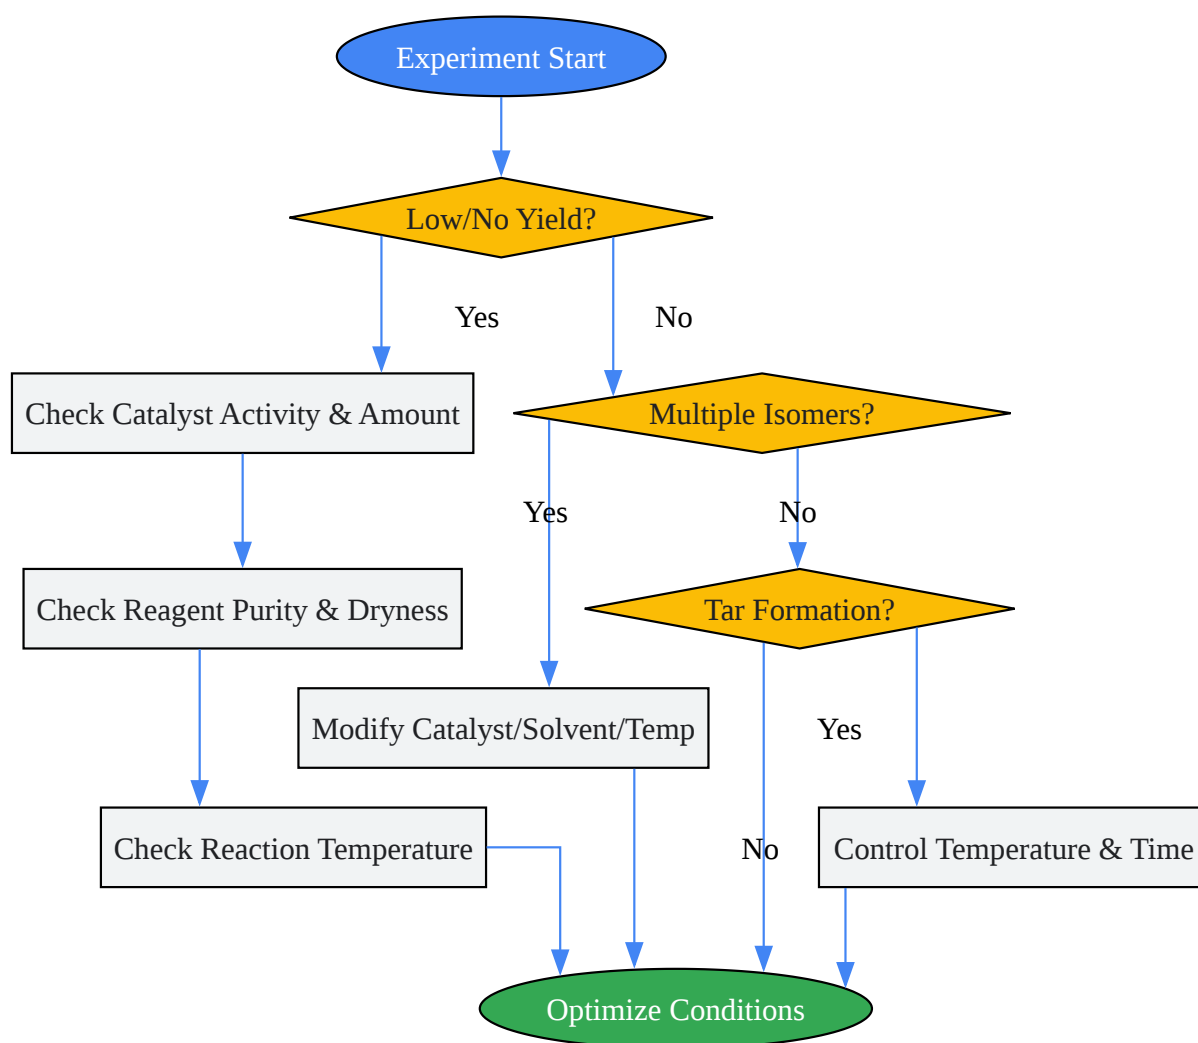 Experiment Start
Low/No Yield?
Yes
No
Check Catalyst Activity & Amount
Multiple Isomers?
Yes
No
Check Reagent Purity & Dryness
Tar Formation?
Modify Catalyst/Solvent/Temp
Yes
Check Reaction Temperature
No
Control Temperature & Time
Optimize Conditions